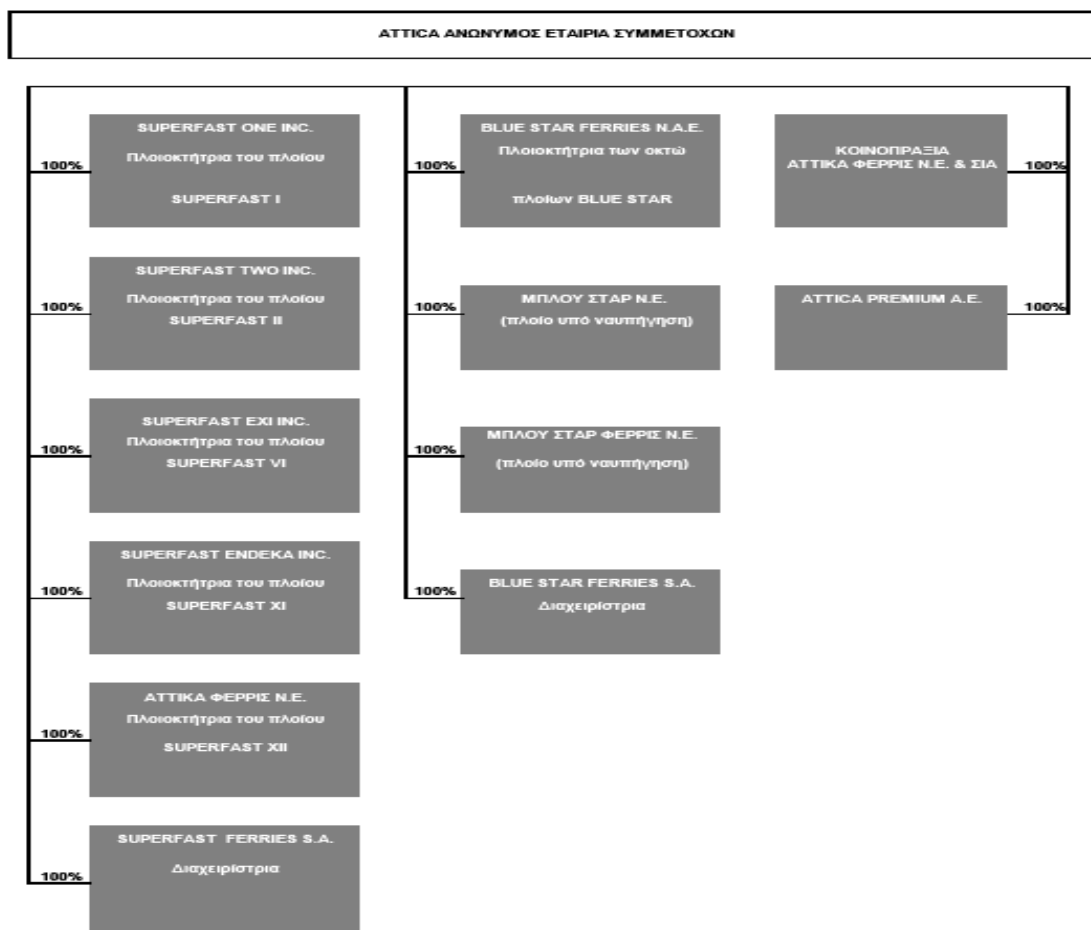 ATTICA ΑΝΩΝΥΜΟΣ ΕΤΑΙΡΙΑ ΣΥΜΜΕΤΟΧΩΝ
100%
SUPERFAST ONE INC.
Πλοιοκτήτρια του πλοίου
SUPERFAST I
100%
SUPERFAST TWO INC.
Πλοιοκτήτρια του πλοίου
SUPERFAST II
100%
SUPERFAST EXI INC.
Πλοιοκτήτρια του πλοίου
SUPERFAST VI
100%
SUPERFAST ENDEKA INC.
Πλοιοκτήτρια του πλοίου
SUPERFAST XI
100%
ΑΤΤΙΚΑ ΦΕΡΡΙΣ Ν.Ε.
Πλοιοκτήτρια του πλοίου
SUPERFAST XII
100%
SUPERFAST FERRIES S.A.
Διαχειρίστρια
100%
BLUE STAR FERRIES N.A.E.
Πλοιοκτήτρια των οκτώ
πλοίων BLUE STAR
100%
ΜΠΛΟΥ ΣΤΑΡ Ν.Ε.
(πλοίο υπό ναυπήγηση)
100%
ΜΠΛΟΥ ΣΤΑΡ ΦΕΡΡΙΣ Ν.Ε.
(πλοίο υπό ναυπήγηση)
100%
BLUE STAR FERRIES S.A.
Διαχειρίστρια
ΚΟΙΝΟΠΡΑΞΙΑ
ΑΤΤΙΚΑ ΦΕΡΡΙΣ Ν.Ε. & ΣΙΑ
100%
ATTICA PREMIUM A.E.
100%